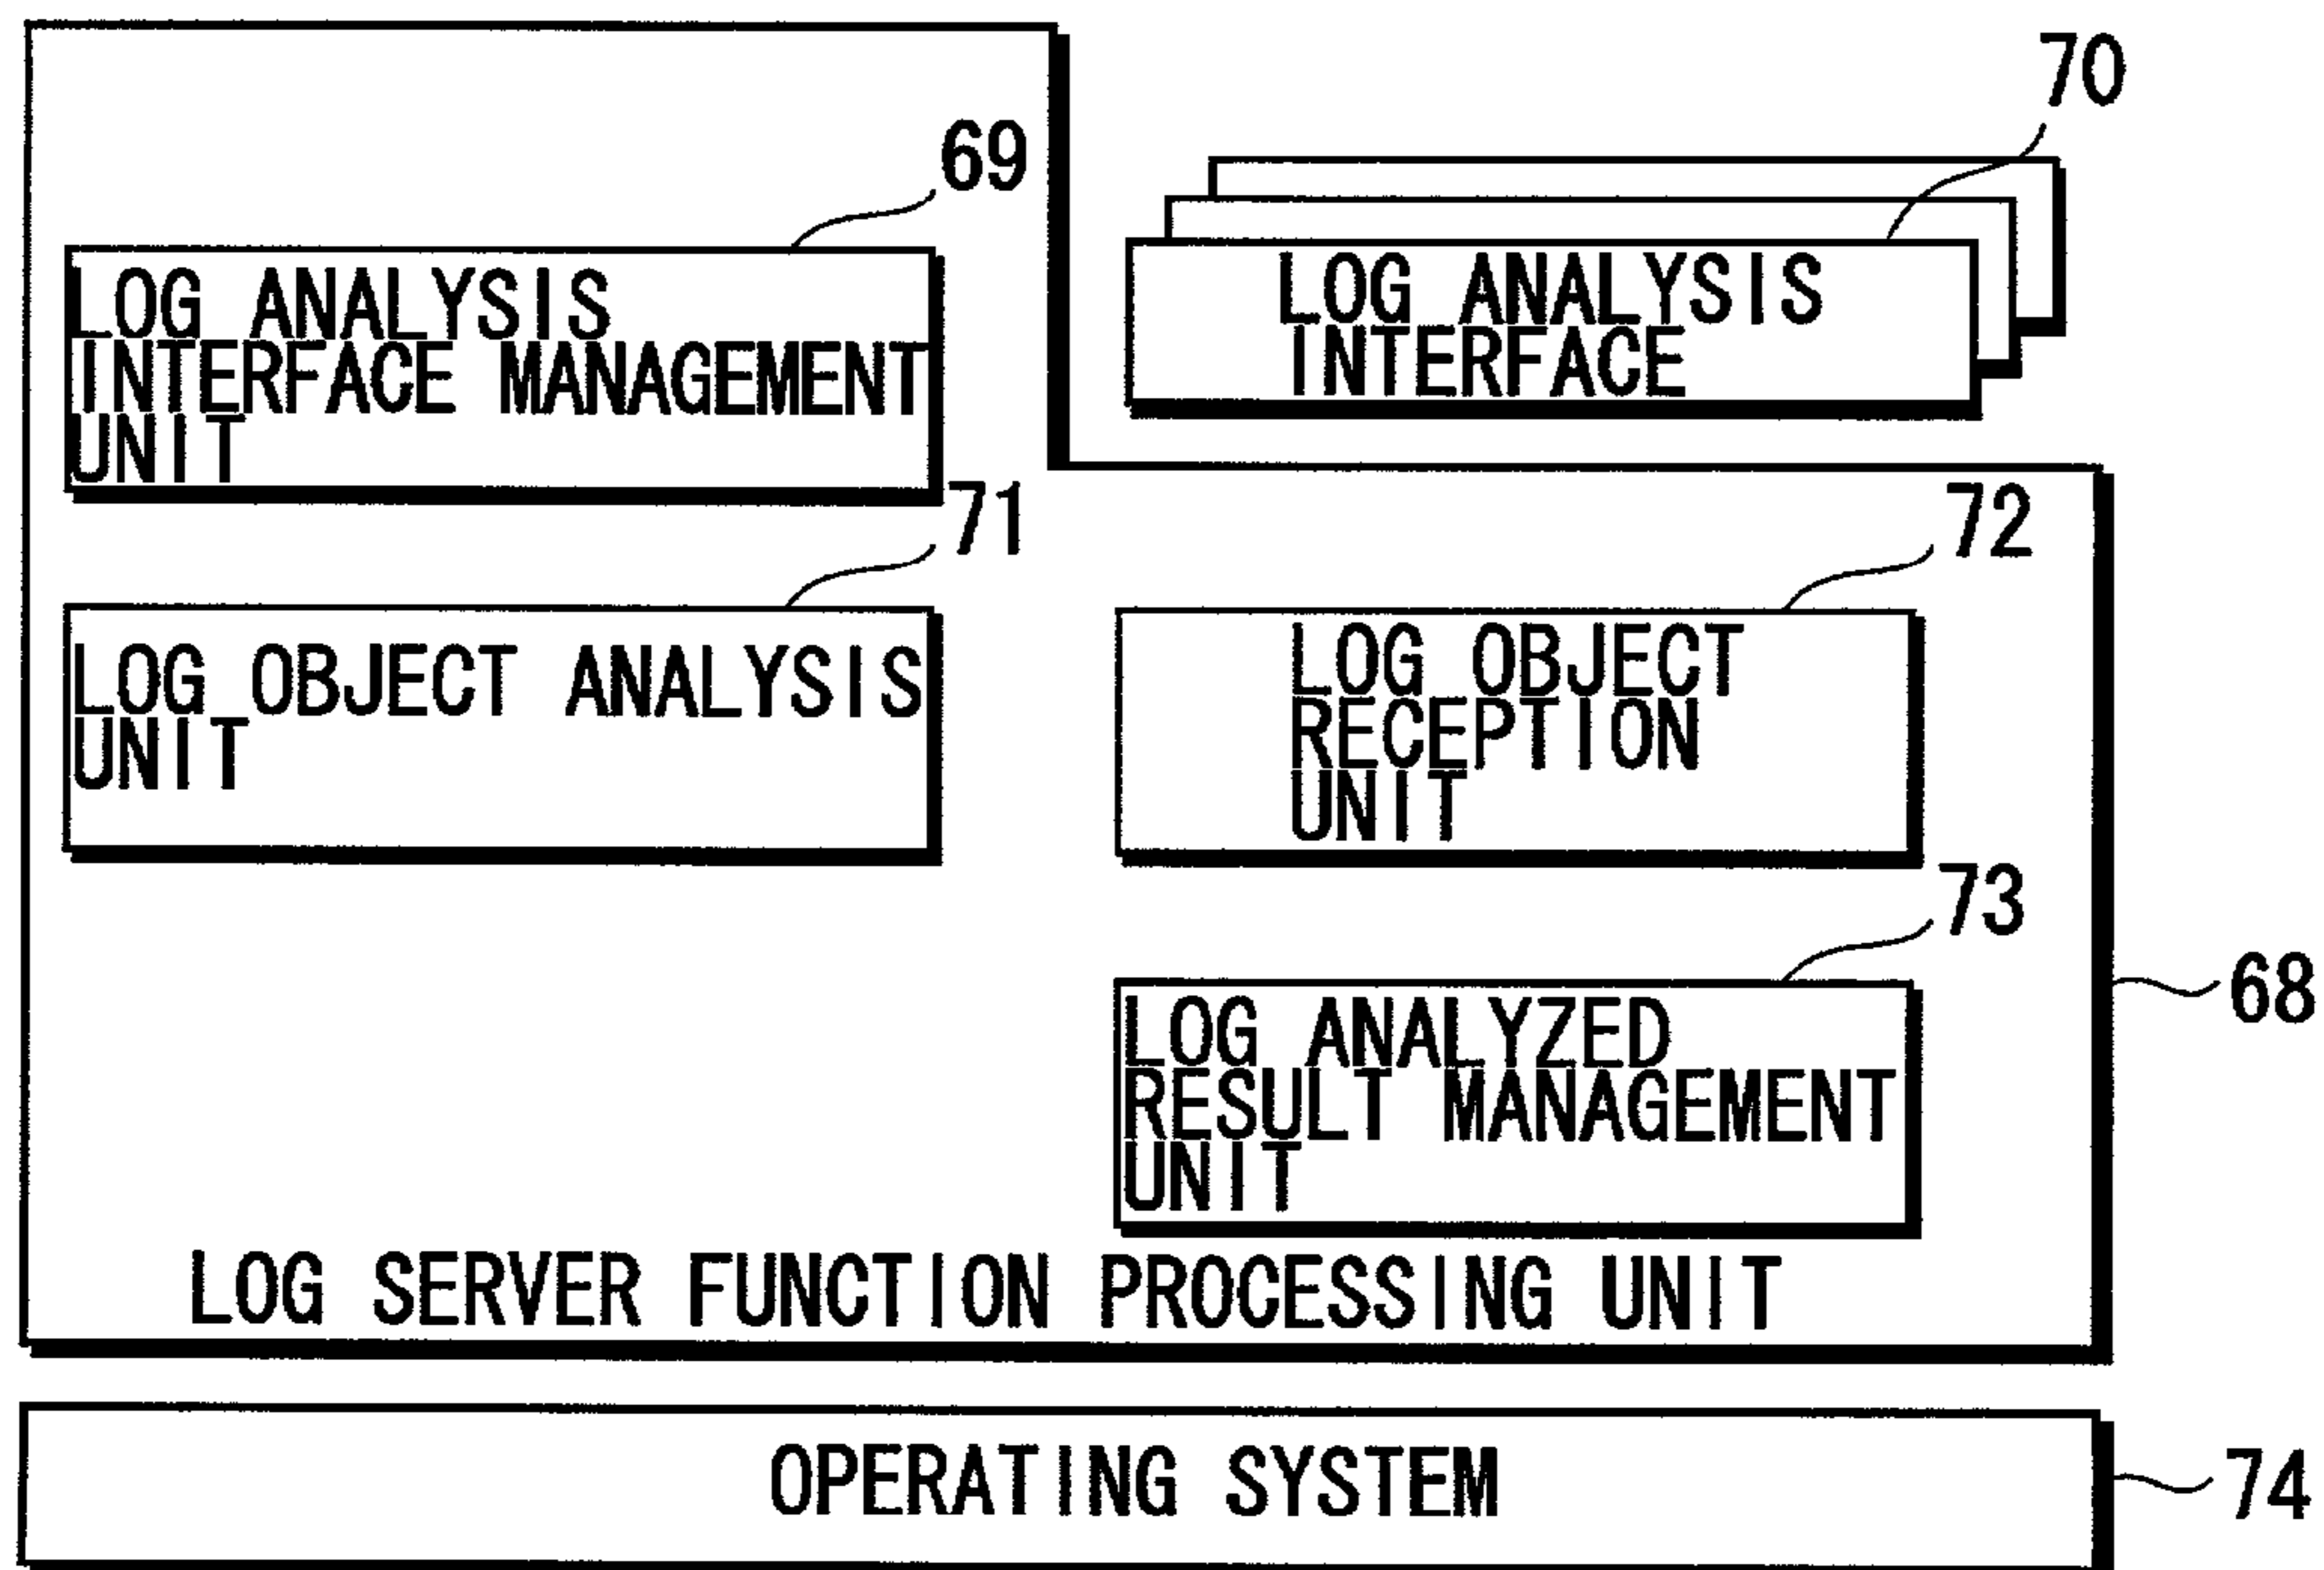 70
69
LOG ANALYSIS
INTERFACE MANAGEMENT
UNIT
LOG ANALYSIS
INTERFACE
71
LOG OBJECT ANALYSIS
UNIT
72
LOG OBJECT
RECEPTION
UNIT
73
LOG ANALYZED
RESULT MANAGEMENT
UNIT
68
LOG SERVER FUNCTION PROCESSING UNIT
OPERATING SYSTEM
74